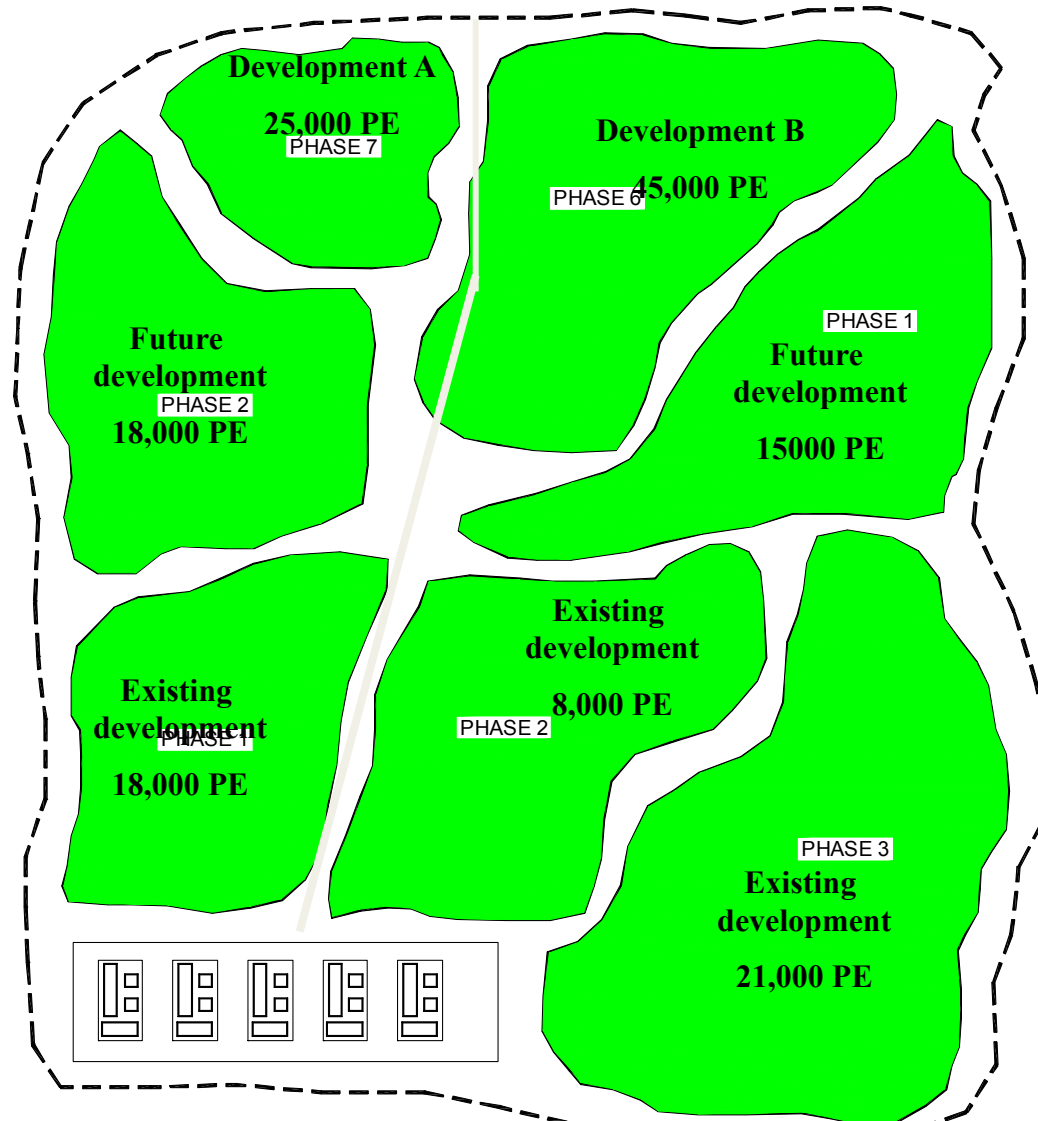 Development A
25,000 PE
PHASE 7
Development B
45,000 PE
PHASE 6
Future
development
PHASE 2
18,000 PE
PHASE 1
Future
development
15000 PE
Existing
development
PHASE 1
18,000 PE
Existing
development
8,000 PE
PHASE 2
PHASE 3
Existing
development
21,000 PE